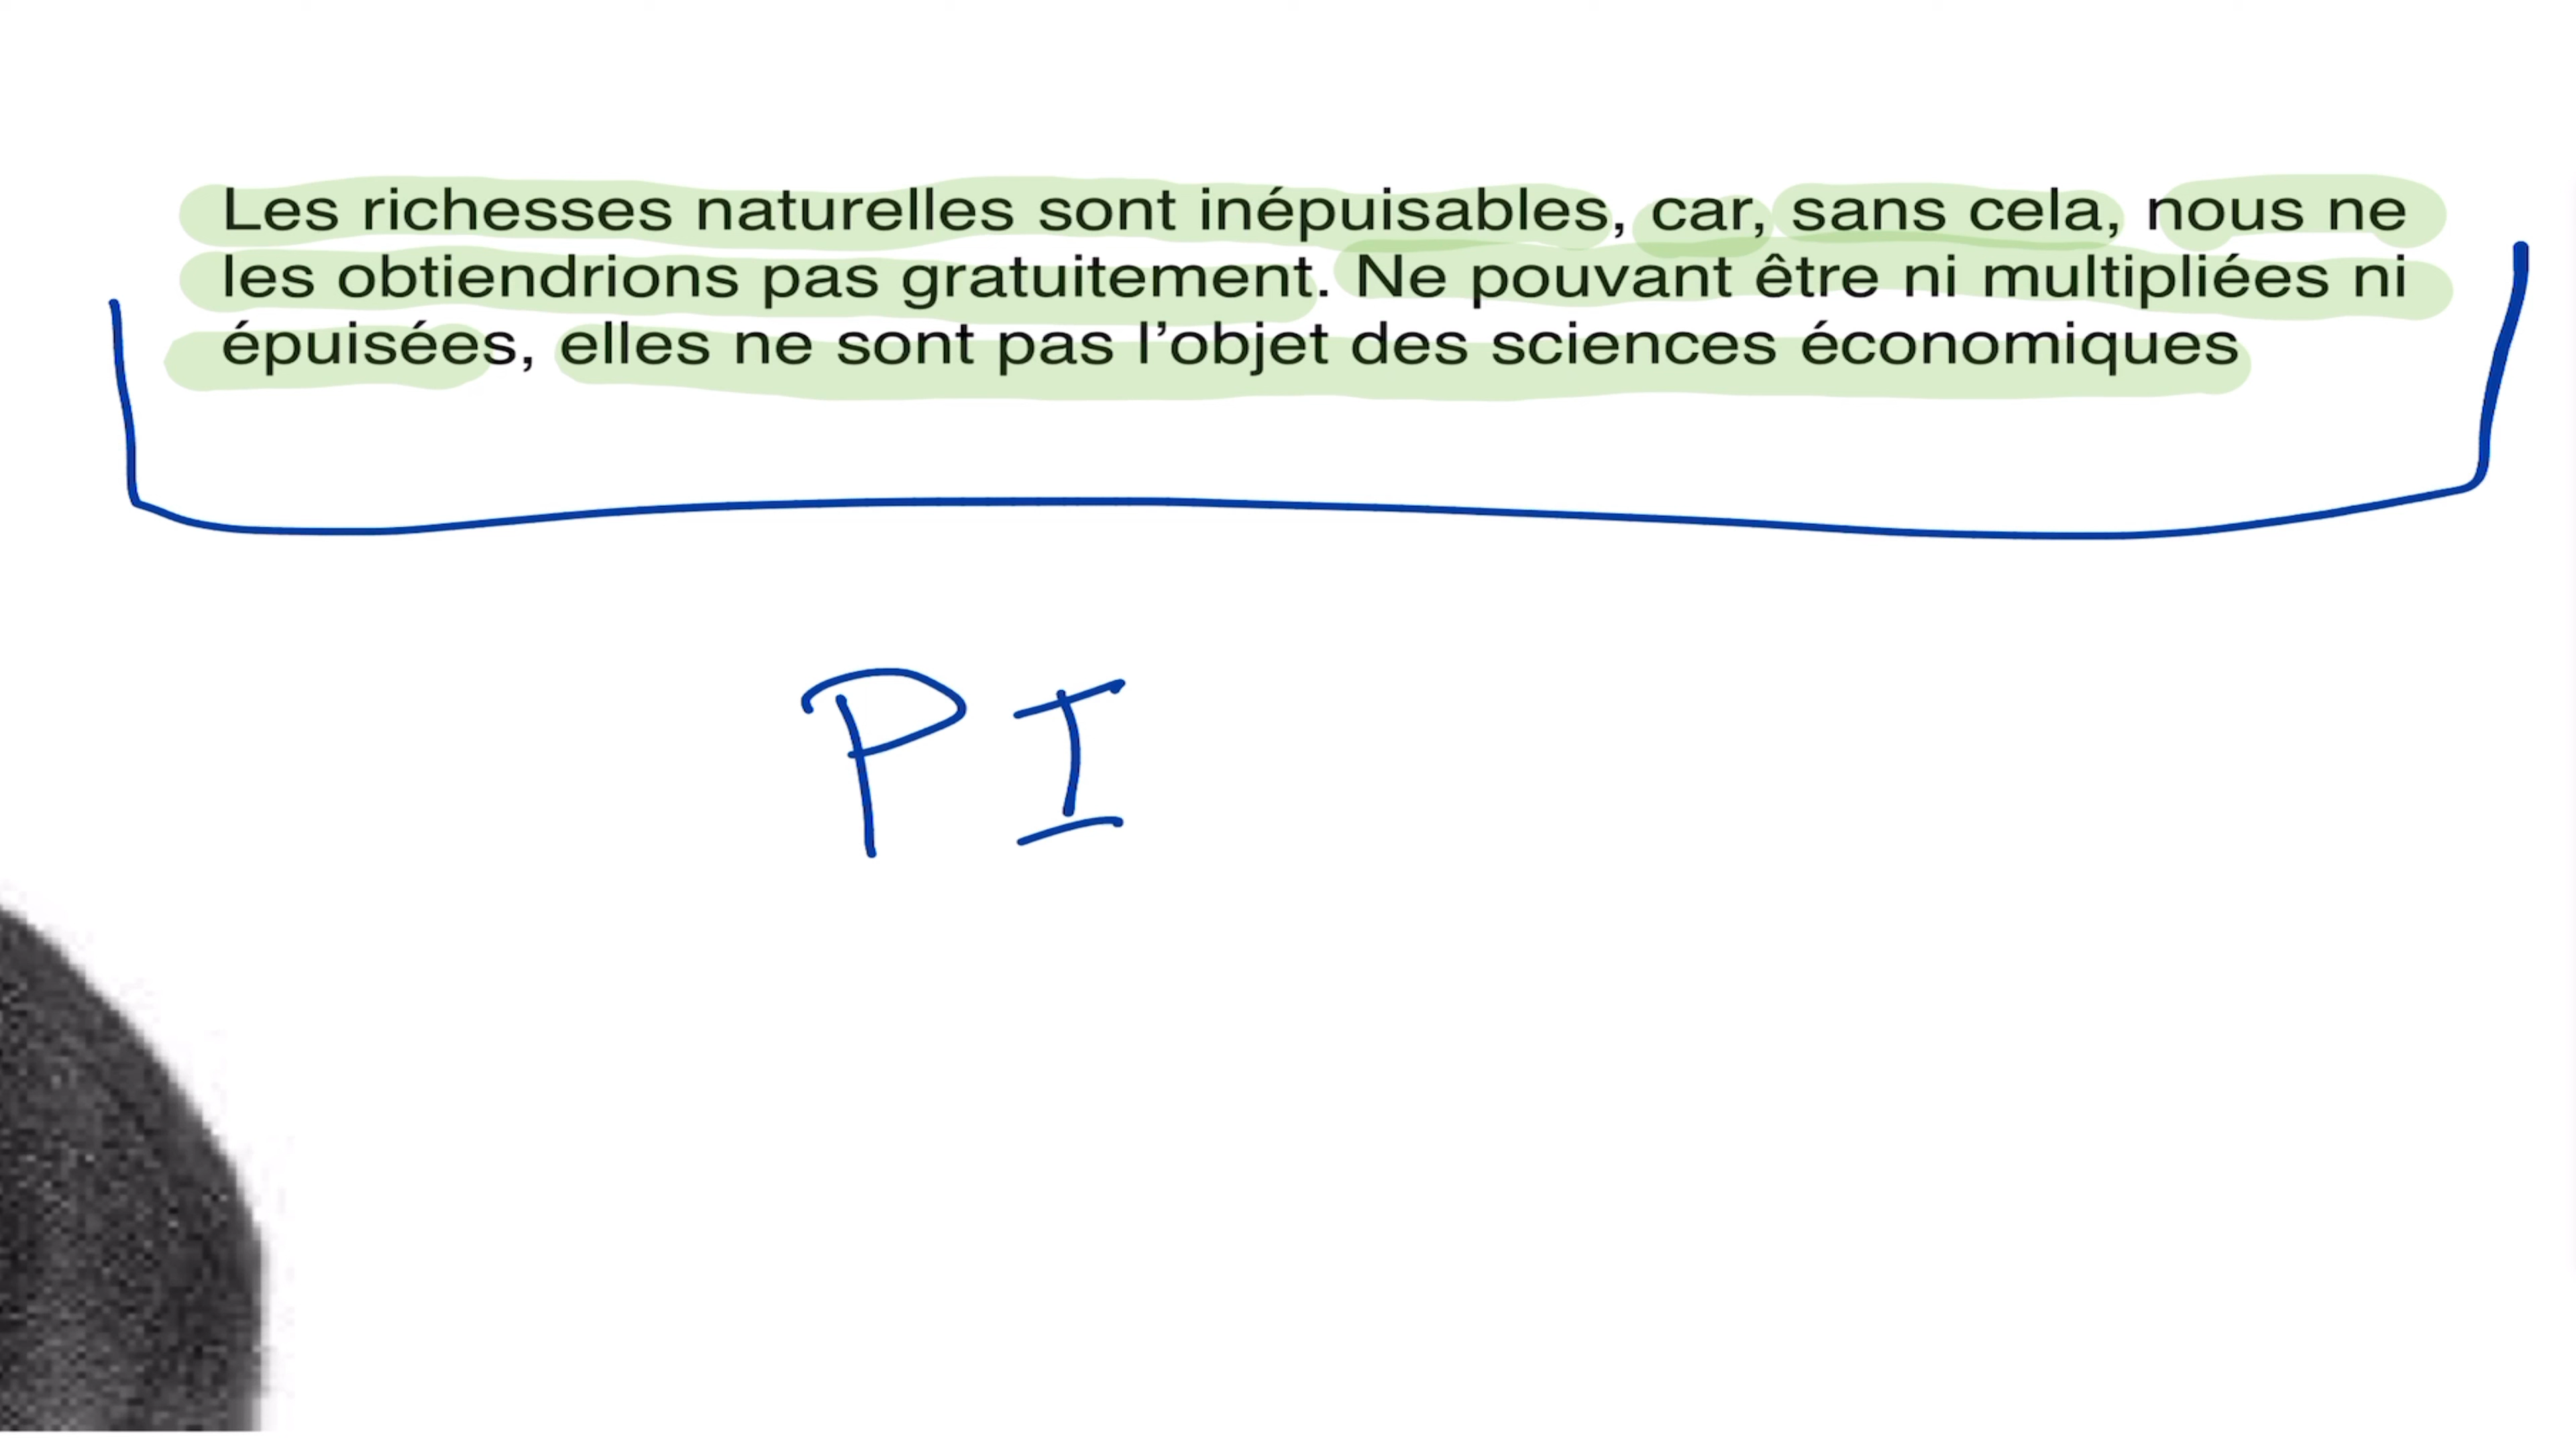 Les richesses naturelles sont inépuisables, car, sans cela, nous ne
les obtiendrions pas gratuitement. Ne pouvant être ni multipliées ni
épuisées, elles ne sont pas l’objet des sciences économiques
PI